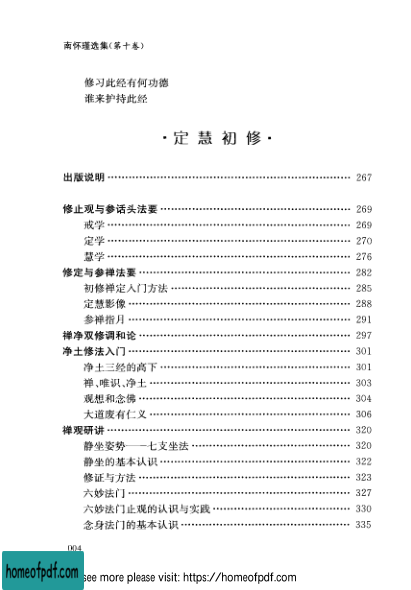 南怀瑾选集(第十卷)
修习此经有何功德
谁来护持此经
·定慧初修·
出版说明 267
修止观与参话头法要 269
戒学 269
定学 270
慧学 276
修定与参禅法要 282
初修禅定入门方法 285
定慧影像 288
参禅指月 291
禅净双修调和论 297
净土修法入门 301
净土三经的高下 301
禅、唯识、净土 303
观想和念佛 304
大道废有仁义 306
禅观研讲 320
静坐姿势——七支坐法 320
静坐的基本认识 322
修证与方法 323
六妙法门 327
六妙法门止观的认识与实践 330
念身法门的基本认识 335
004
homeofpdf.com
see more please visit: https://homeofpdf.com